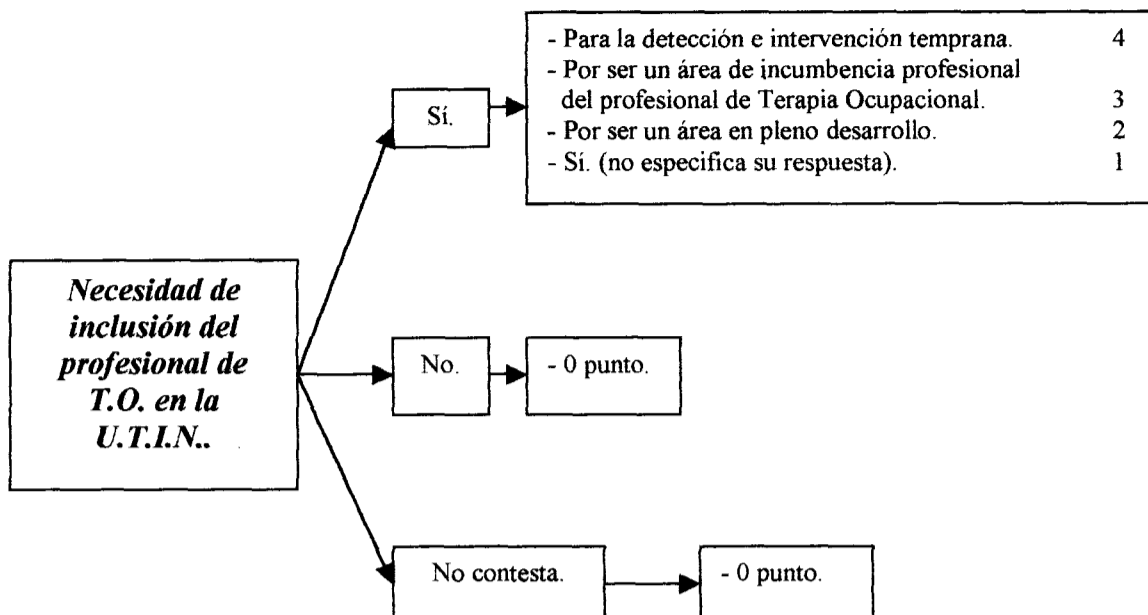 - Para la detección e intervención temprana. 4
- Por ser un área de incumbencia profesional
del profesional de Terapia Ocupacional. 3
- Por ser un área en pleno desarrollo. 2
- Sí. (no especifica su respuesta). 1
Sí.
Necesidad de
inclusión del
profesional de
T.O. en la
U.T.I.N..
No.
- 0 punto.
No contesta.
- 0 punto.